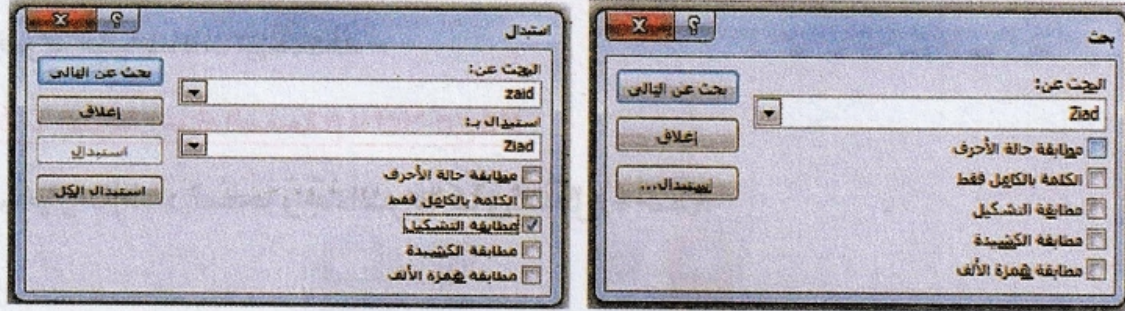 بحث
البحث عن:
Ziad
بحث عن التالي
إغلاق
استبدال...
مطابقة حالة الأحرف
الكلمة بالكامل فقط
مطابقة التشكيل
مطابقة الكشيدة
مطابقة همزة الألف
استبدال
البحث عن:
zaid
استبدال بـ:
Ziad
بحث عن التالي
إغلاق
استبدال
استبدال الكل
مطابقة حالة الأحرف
الكلمة بالكامل فقط
مطابقة التشكيل
مطابقة الكشيدة
مطابقة همزة الألف